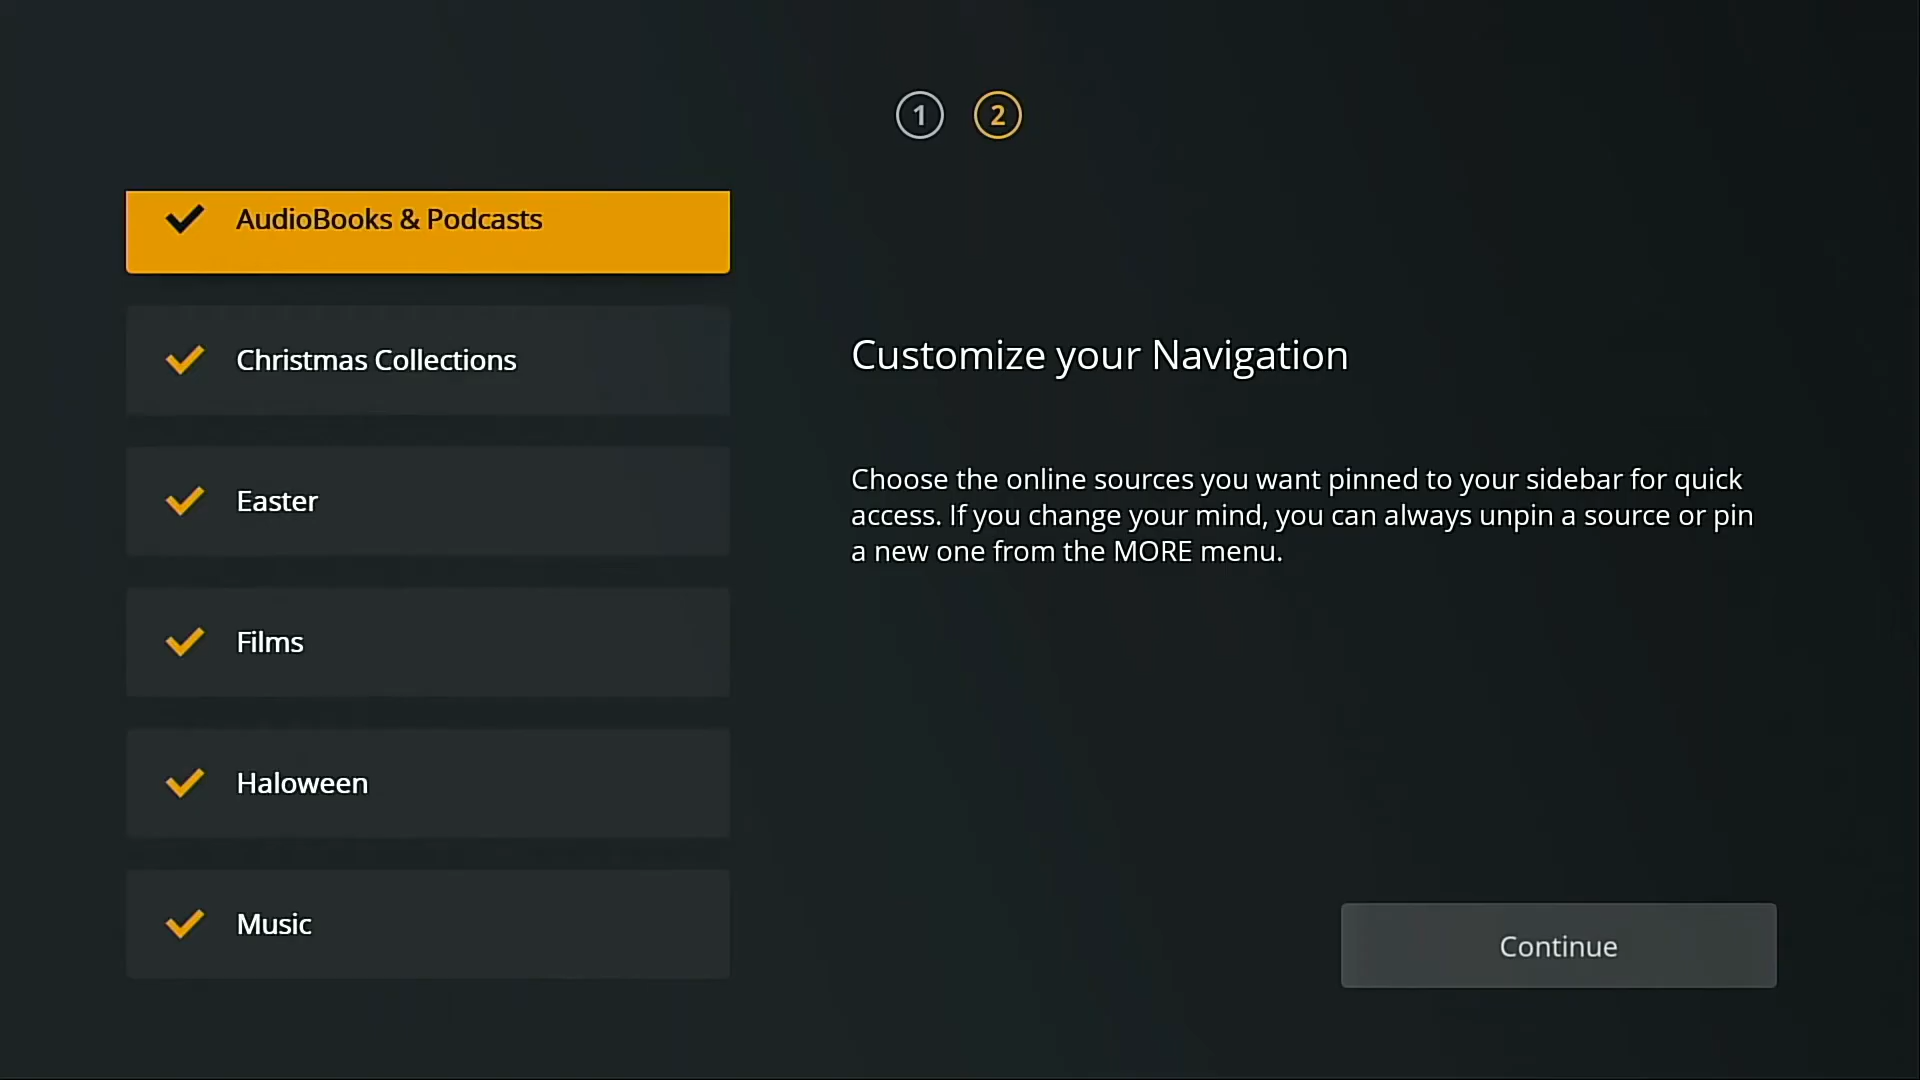 1 2
AudioBooks & Podcasts
Christmas Collections
Easter
Films
Haloween
Music
Customize your Navigation
Choose the online sources you want pinned to your sidebar for quick
access. If you change your mind, you can always unpin a source or pin
a new one from the MORE menu.
Continue